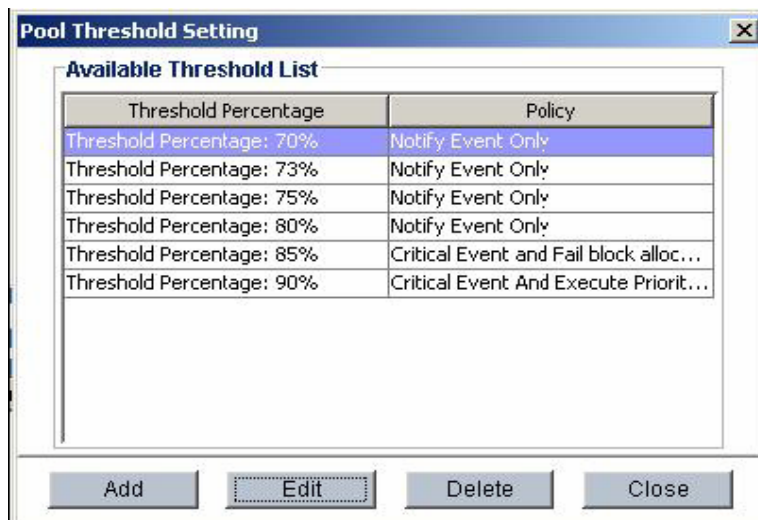 Pool Threshold Setting
Available Threshold List
Threshold Percentage Policy
Threshold Percentage: 70% Notify Event Only
Threshold Percentage: 73% Notify Event Only
Threshold Percentage: 75% Notify Event Only
Threshold Percentage: 80% Notify Event Only
Threshold Percentage: 85% Critical Event and Fail block alloc...
Threshold Percentage: 90% Critical Event And Execute Priorit...
Add Edit Delete Close